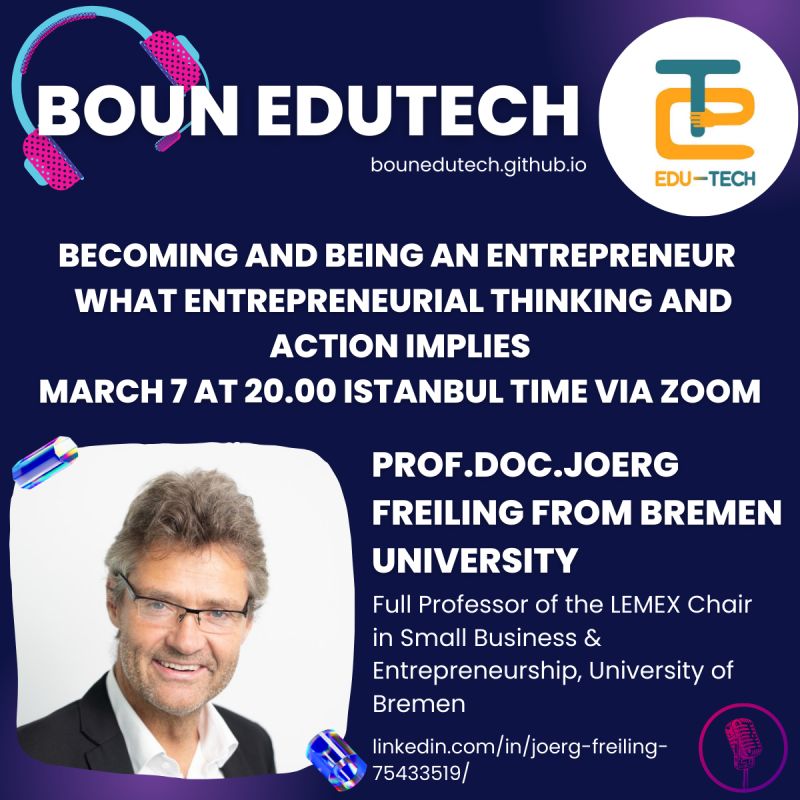 BOUN EDUTECH
bounedutech.github.io
EDU-TECH
BECOMING AND BEING AN ENTREPRENEUR
WHAT ENTREPRENEURIAL THINKING AND
ACTION IMPLIES
MARCH 7 AT 20.00 ISTANBUL TIME VIA ZOOM
PROF.DOC.JOERG
FREILING FROM BREMEN
UNIVERSITY
Full Professor of the LEMEX Chair
in Small Business &
Entrepreneurship, University of
Bremen
linkedin.com/in/joerg-freiling-
75433519/